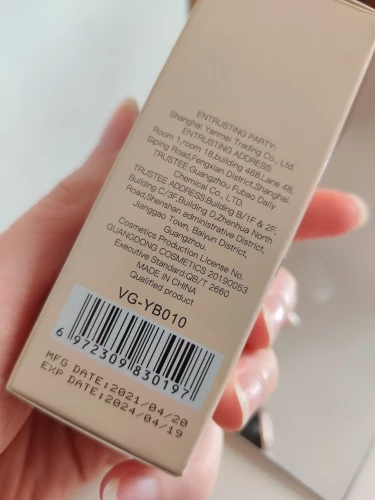 ENTRUSTING PARTY:
Shanghai Yanmei Trading Co., Ltd.
ENTRUSTING ADDRESS:
Room 1,room 18,building 468,Lane 48,
Siping Road,Fengxian District,Shanghai.
TRUSTEE:Guangzhou Fubao Daily
Chemical Co., LTD.
TRUSTEE ADDRESS:Building B/1F & 2F,
Building C/3F,Building D,Zhenhua North
Road,Shenshan administrative District,
Jianggao Town, Baiyun District,
Guangzhou.
Cosmetics Production License No.
GUANGDONG COSMETICS 20190053
Executive Standard:QB/T 2660
MADE IN CHINA
Qualified product
VG-YB010
6 972309 830197
MFG DATE:2021/04/20
EXP DATE:2024/04/19